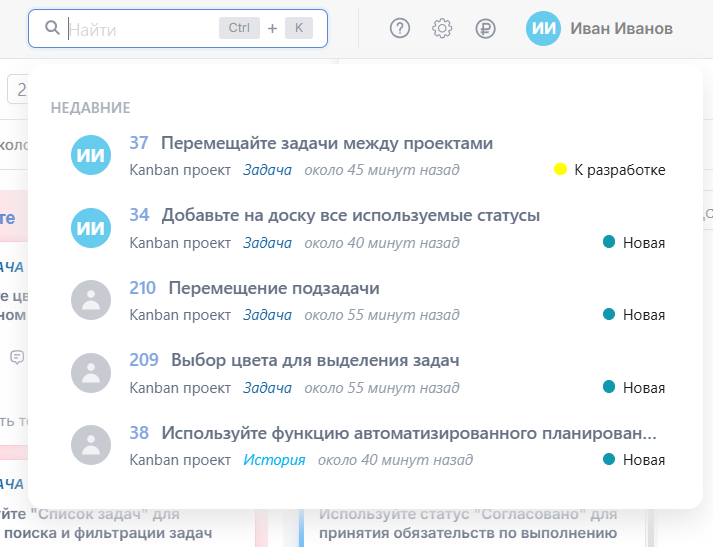 Найти Ctrl + K ИИ Иван Иванов
2
НЕДАВНИЕ
ИИ 37 Перемещайте задачи между проектами
Kanban проект Задача около 45 минут назад К разработке
ИИ 34 Добавьте на доску все используемые статусы
Kanban проект Задача около 40 минут назад Новая
210 Перемещение подзадачи
Kanban проект Задача около 55 минут назад Новая
209 Выбор цвета для выделения задач
Kanban проект Задача около 55 минут назад Новая
38 Используйте функцию автоматизированного планирован...
Kanban проект История около 40 минут назад Новая
"Список задач" для
поиска и фильтрации задач
Используйте статус "Согласовано" для
принятия обязательств по выполнению